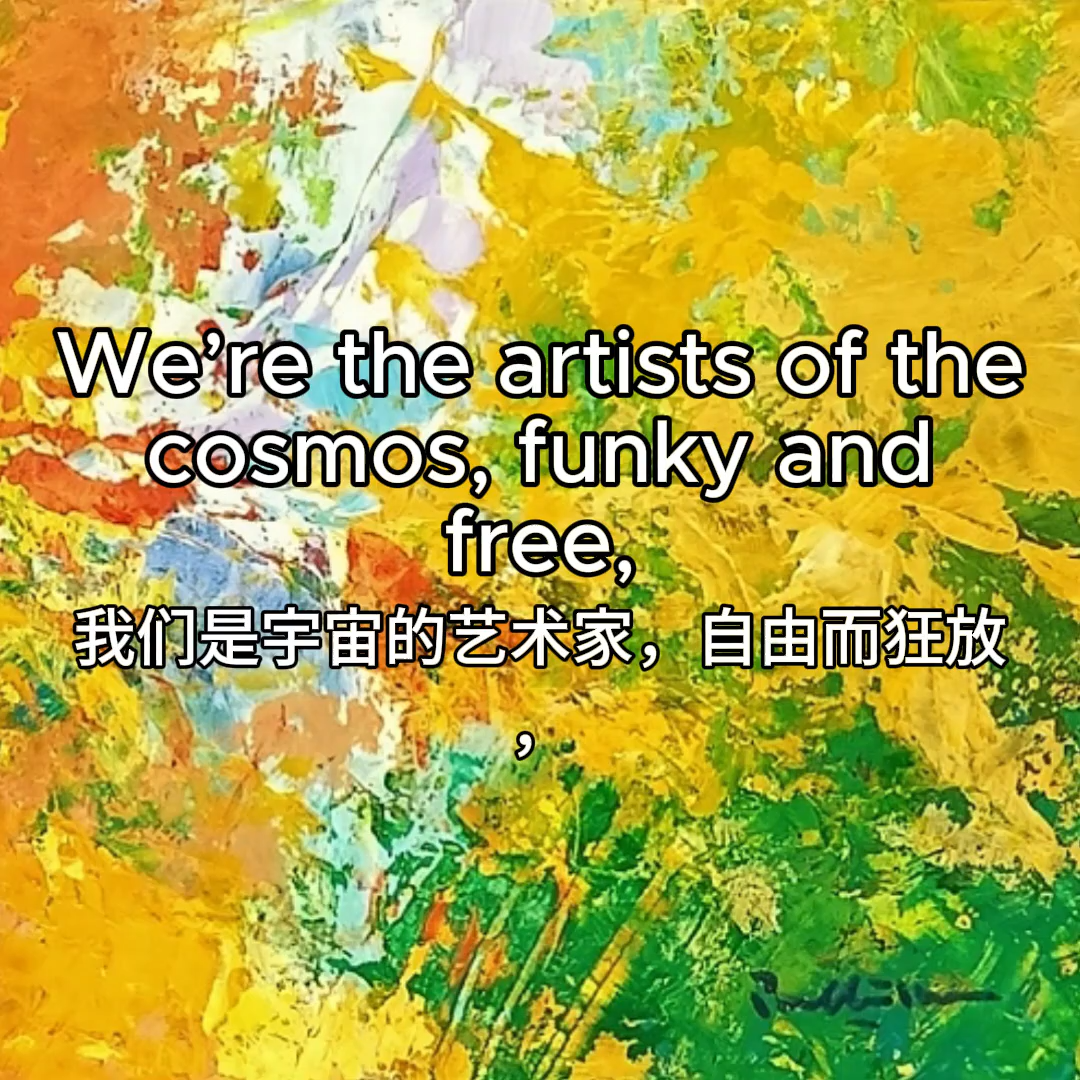 We’re the artists of the
cosmos, funky and
free,
我们是宇宙的艺术家，自由而狂放
，